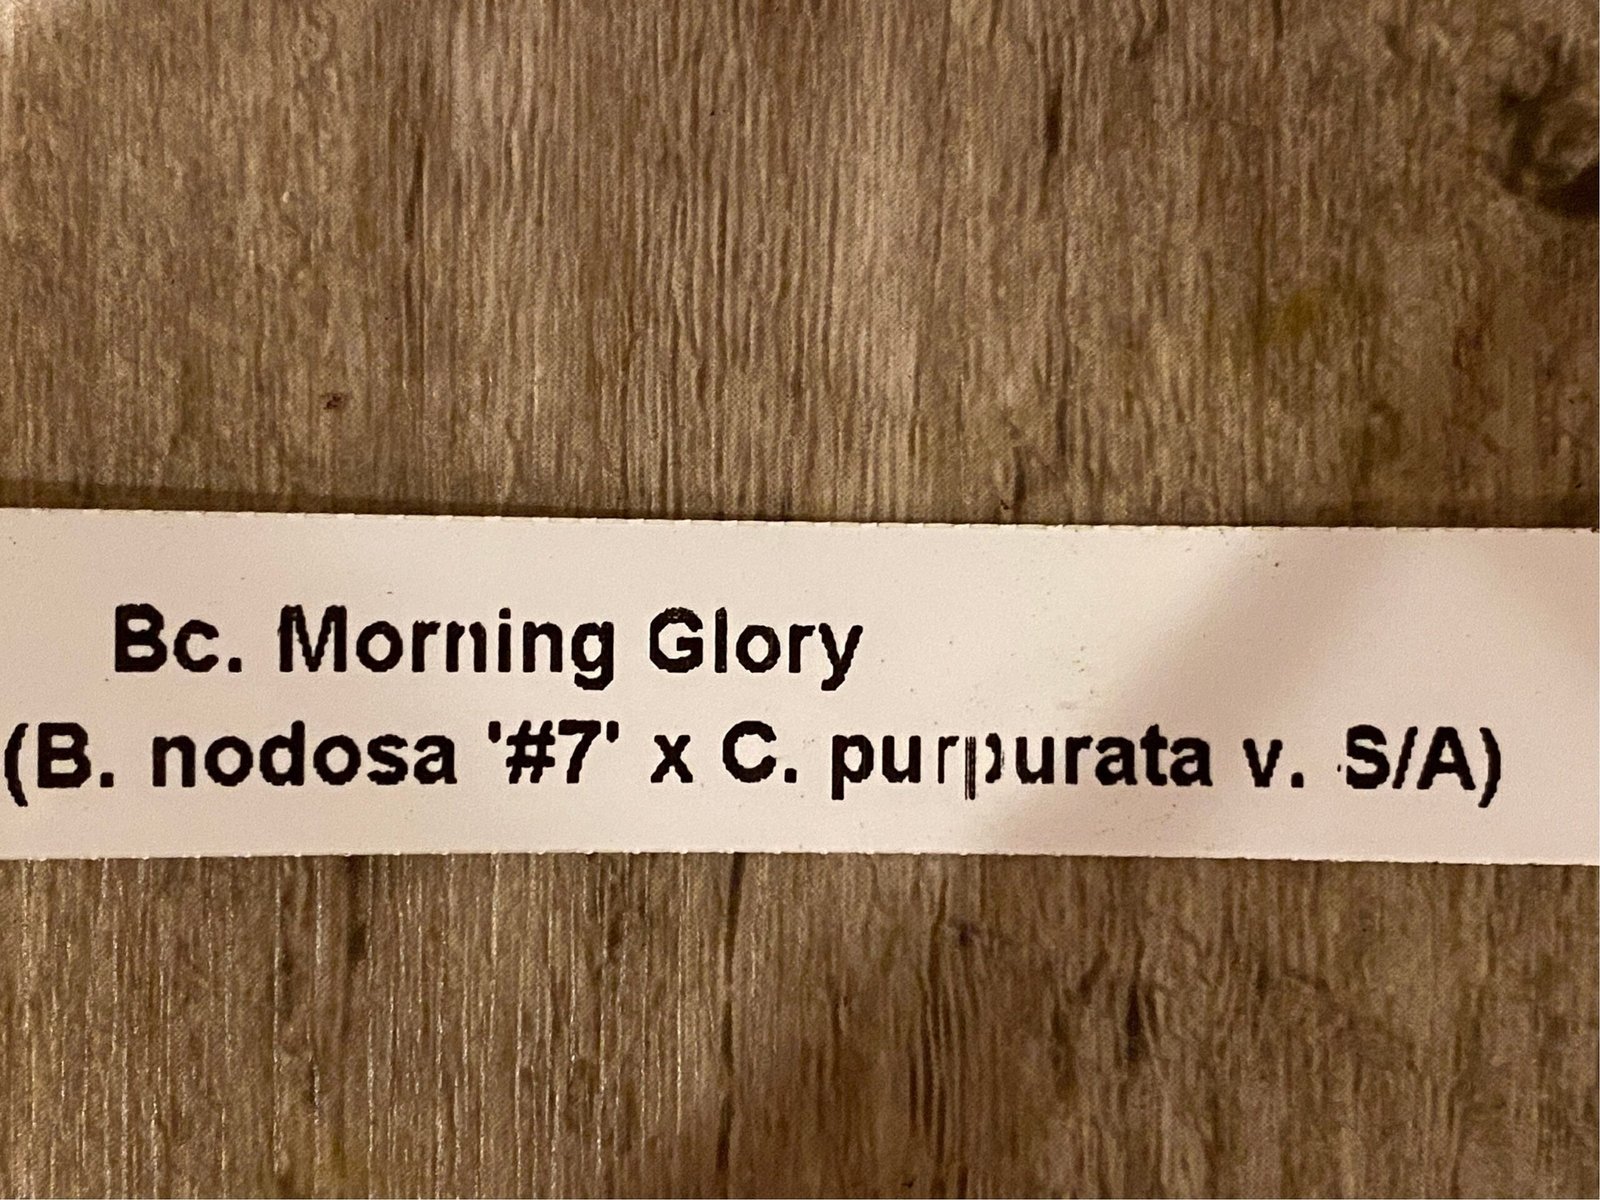 Bc. Morning Glory
(B. nodosa '#7' x C. purpurata v. S/A)